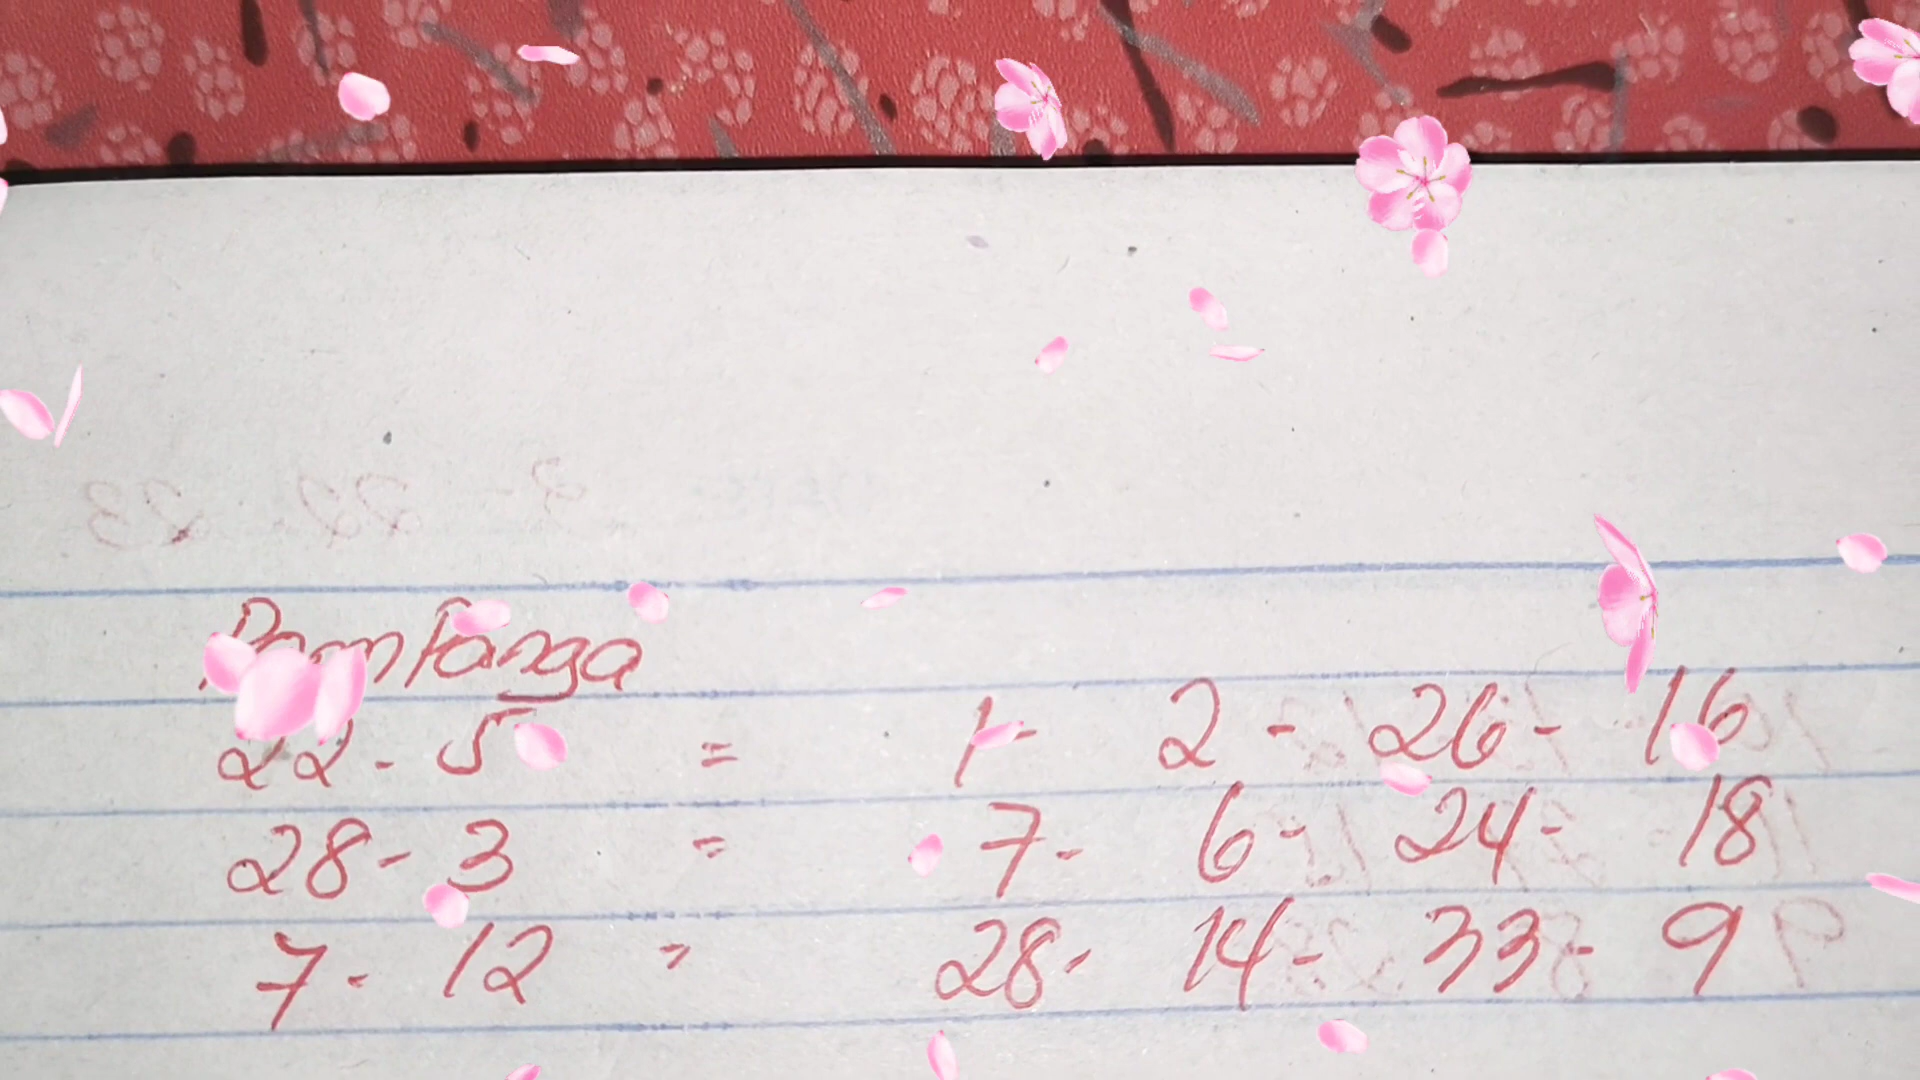 Pampanga
22 - 5 = 1 - 2 - 26 - 16
28 - 3 = 7 - 6 - 24 - 18
7 - 12 = 28 - 14 - 33 - 9